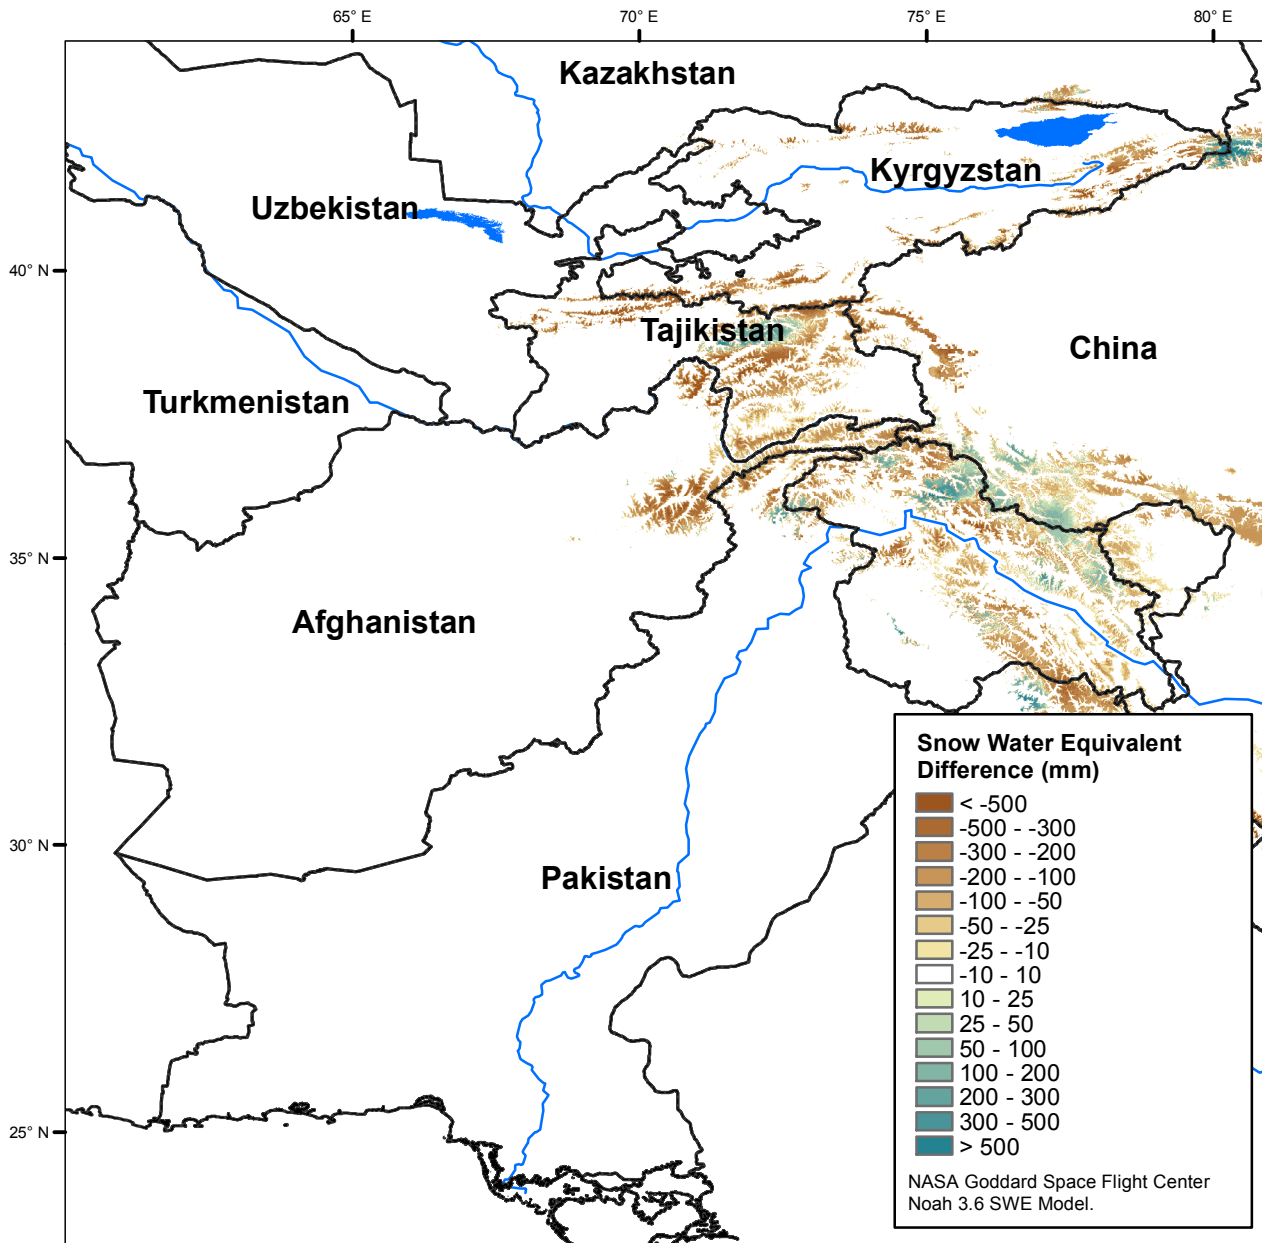 65° E
70° E
75° E
80° E
Kazakhstan
Kyrgyzstan
Uzbekistan
40° N
Tajikistan
China
Turkmenistan
35° N
Afghanistan
Snow Water Equivalent
Difference (mm)
< -500
-500 - -300
-300 - -200
-200 - -100
-100 - -50
-50 - -25
-25 - -10
-10 - 10
10 - 25
25 - 50
50 - 100
100 - 200
200 - 300
300 - 500
> 500
30° N
Pakistan
25° N
NASA Goddard Space Flight Center
Noah 3.6 SWE Model.